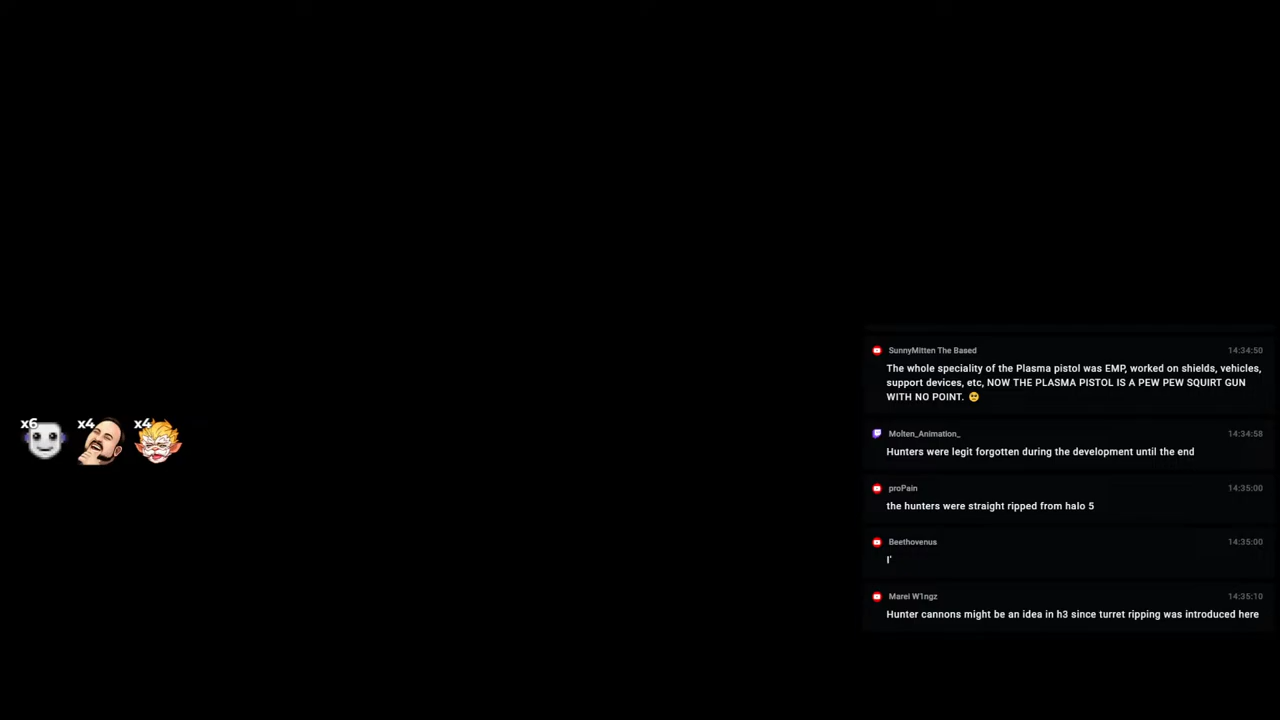 SunnyMitten The Based 14:34:50
The whole speciality of the Plasma pistol was EMP, worked on shields, vehicles,
support devices, etc, NOW THE PLASMA PISTOL IS A PEW PEW SQUIRT GUN
WITH NO POINT. 🥺
x6 x4 x4
Molten_Animation_ 14:34:58
Hunters were legit forgotten during the development until the end
proPain 14:35:00
the hunters were straight ripped from halo 5
Beethovenus 14:35:00
I'
Marel W1ngz 14:35:10
Hunter cannons might be an idea in h3 since turret ripping was introduced here